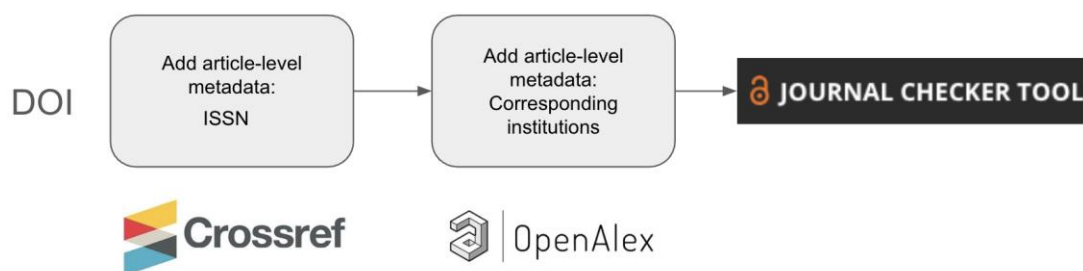 DOI
Add article-level
metadata:
ISSN
Add article-level
metadata:
Corresponding
institutions
JOURNAL CHECKER TOOL
Crossref
OpenAlex